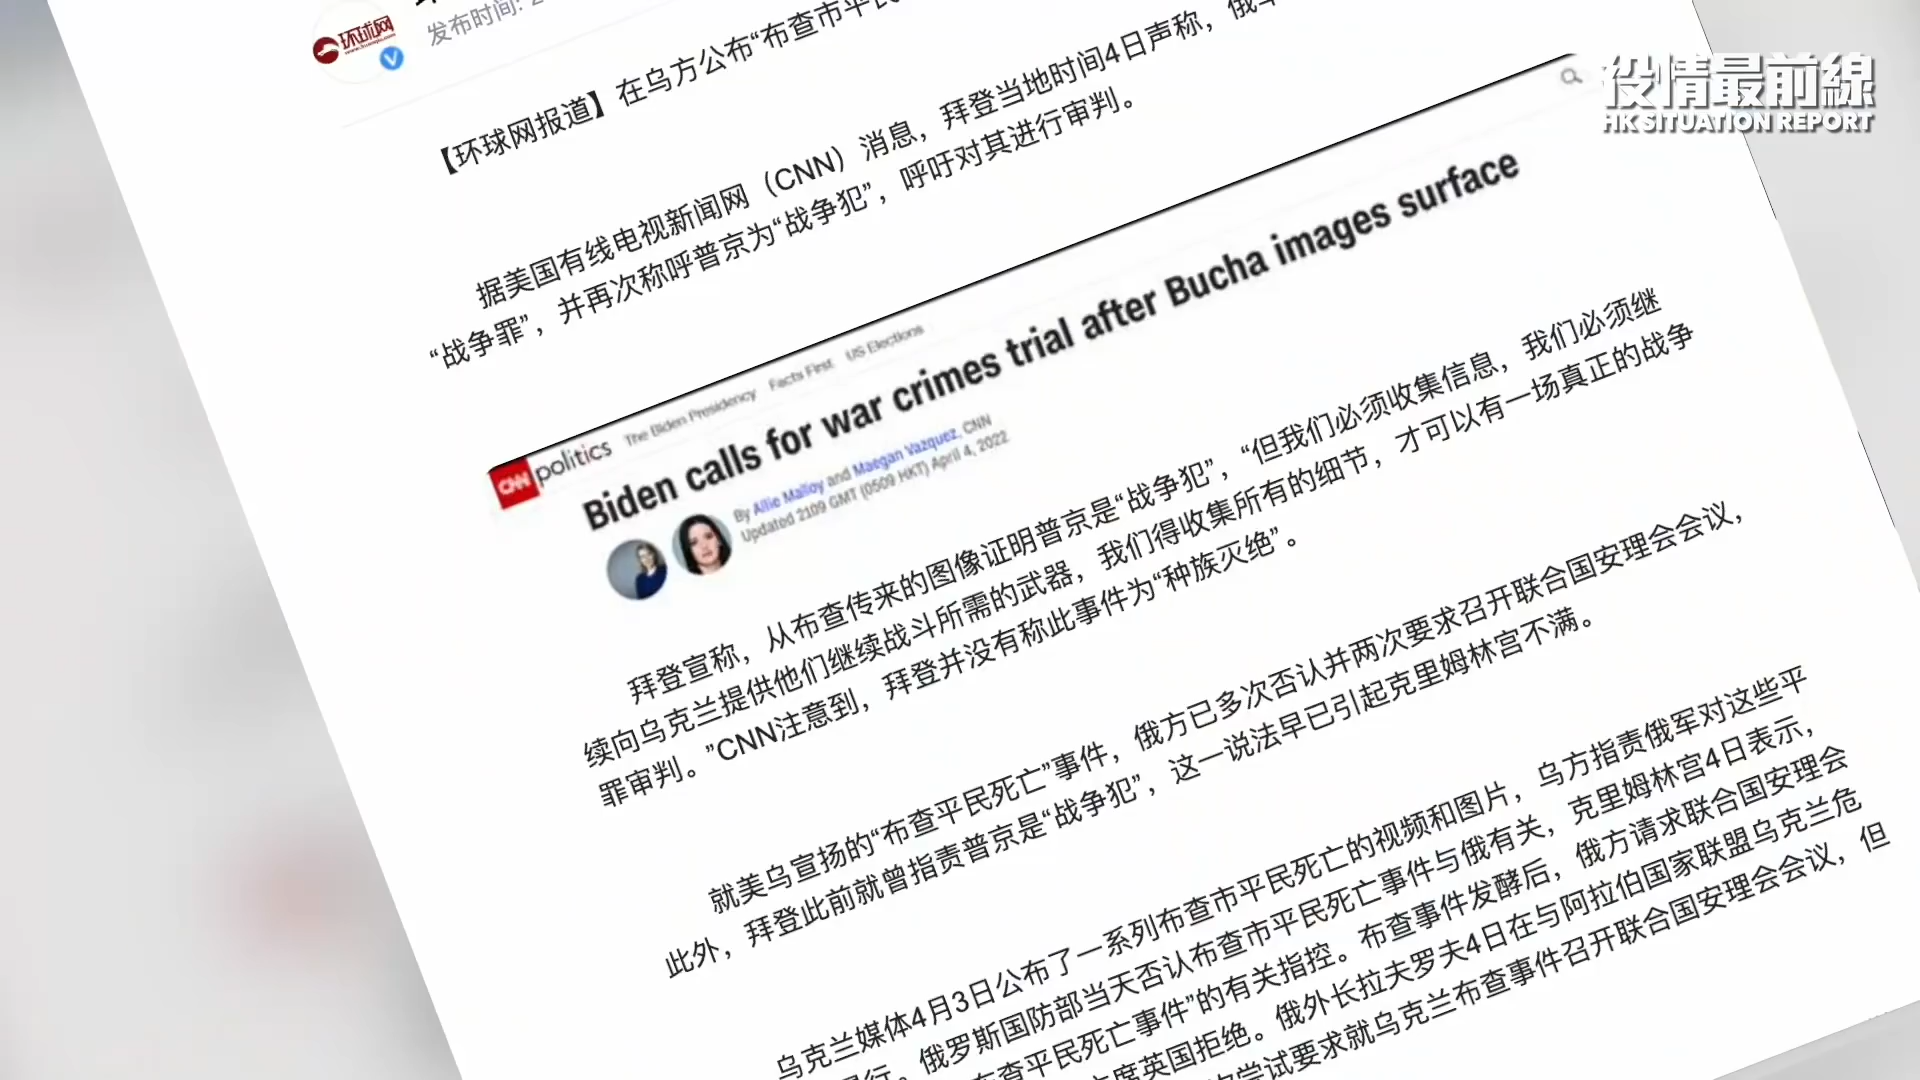 环球网
发布时间:
役情最前線
HK SITUATION REPORT
【环球网报道】在乌方公布“布查市平民
据美国有线电视新闻网（CNN）消息，拜登当地时间4日声称，俄军
“战争罪”，并再次称呼普京为“战争犯”，呼吁对其进行审判。
CNN politics The Biden Presidency Facts First US Elections
Biden calls for war crimes trial after Bucha images surface
By Allie Malloy and Maegan Vazquez, CNN
Updated 2109 GMT (0509 HKT) April 4, 2022
拜登宣称，从布查传来的图像证明普京是“战争犯”，“但我们必须收集信息，我们必须继
续向乌克兰提供他们继续战斗所需的武器，我们得收集所有的细节，才可以有一场真正的战争
罪审判。”CNN注意到，拜登并没有称此事件为“种族灭绝”。
就美乌宣扬的“布查平民死亡”事件，俄方已多次否认并两次要求召开联合国安理会会议，
此外，拜登此前就曾指责普京是“战争犯”，这一说法早已引起克里姆林宫不满。
乌克兰媒体4月3日公布了一系列布查市平民死亡的视频和图片，乌方指责俄军对这些平
行。俄罗斯国防部当天否认布查市平民死亡事件与俄有关，克里姆林宫4日表示，
布查平民死亡事件”的有关指控。布查事件发酵后，俄方请求联合国安理会
主席英国拒绝。俄外长拉夫罗夫4日在与阿拉伯国家联盟乌克兰危
尝试要求就乌克兰布查事件召开联合国安理会会议，但